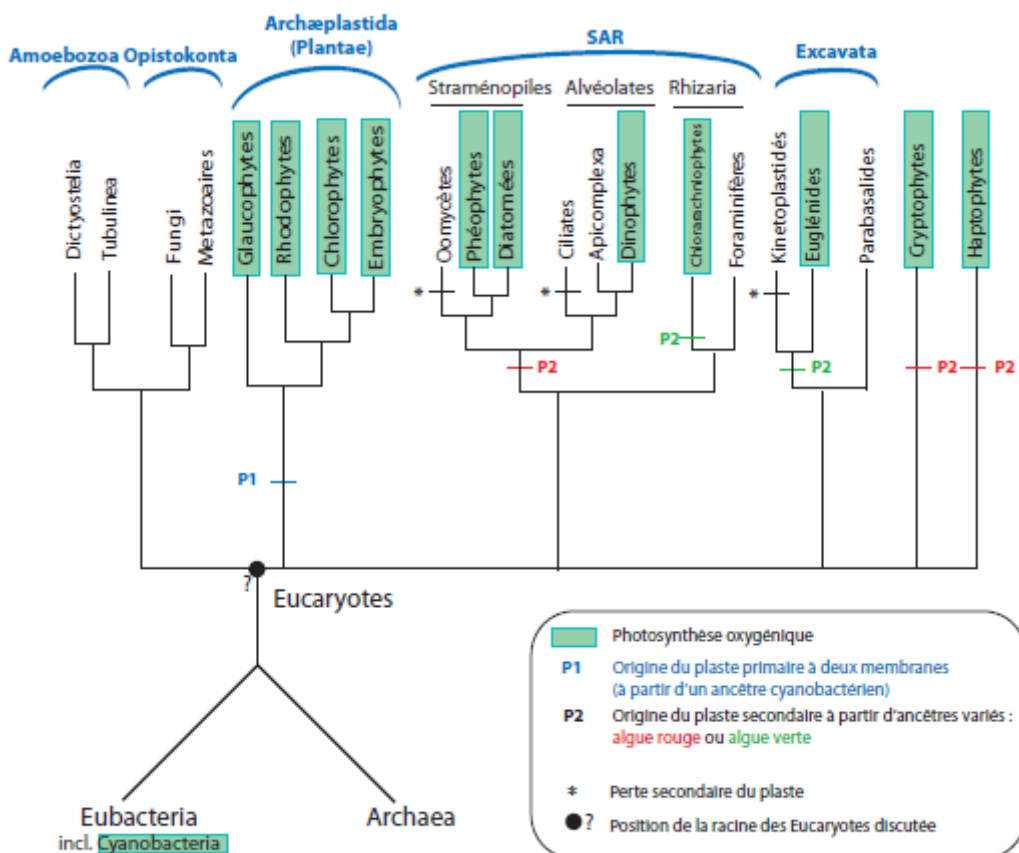 Archæplastida
(Plantae)
SAR
Amoebozoa Opistokonta
Excavata
Straménopiles
Alvéolates
Rhizaria
Dictyostelia
Tubulinea
Fungi
Metazoaires
Glaucophytes
Rhodophytes
Chlorophytes
Embryophytes
Oomycètes
Phéophytes
Diatomées
Ciliates
Apicomplexa
Dinophytes
Chlorarachniophytes
Foraminifères
Kinetoplastidés
Euglénides
Parabasalides
Cryptophytes
Haptophytes
*
*
*
P2
P2
P2
P2
P2
P1
?
Eucaryotes
Photosynthèse oxygénique
P1 Origine du plaste primaire à deux membranes
(à partir d'un ancêtre cyanobactérien)
P2 Origine du plaste secondaire à partir d'ancêtres variés :
algue rouge ou algue verte
* Perte secondaire du plaste
? Position de la racine des Eucaryotes discutée
Eubacteria
incl. Cyanobacteria
Archaea